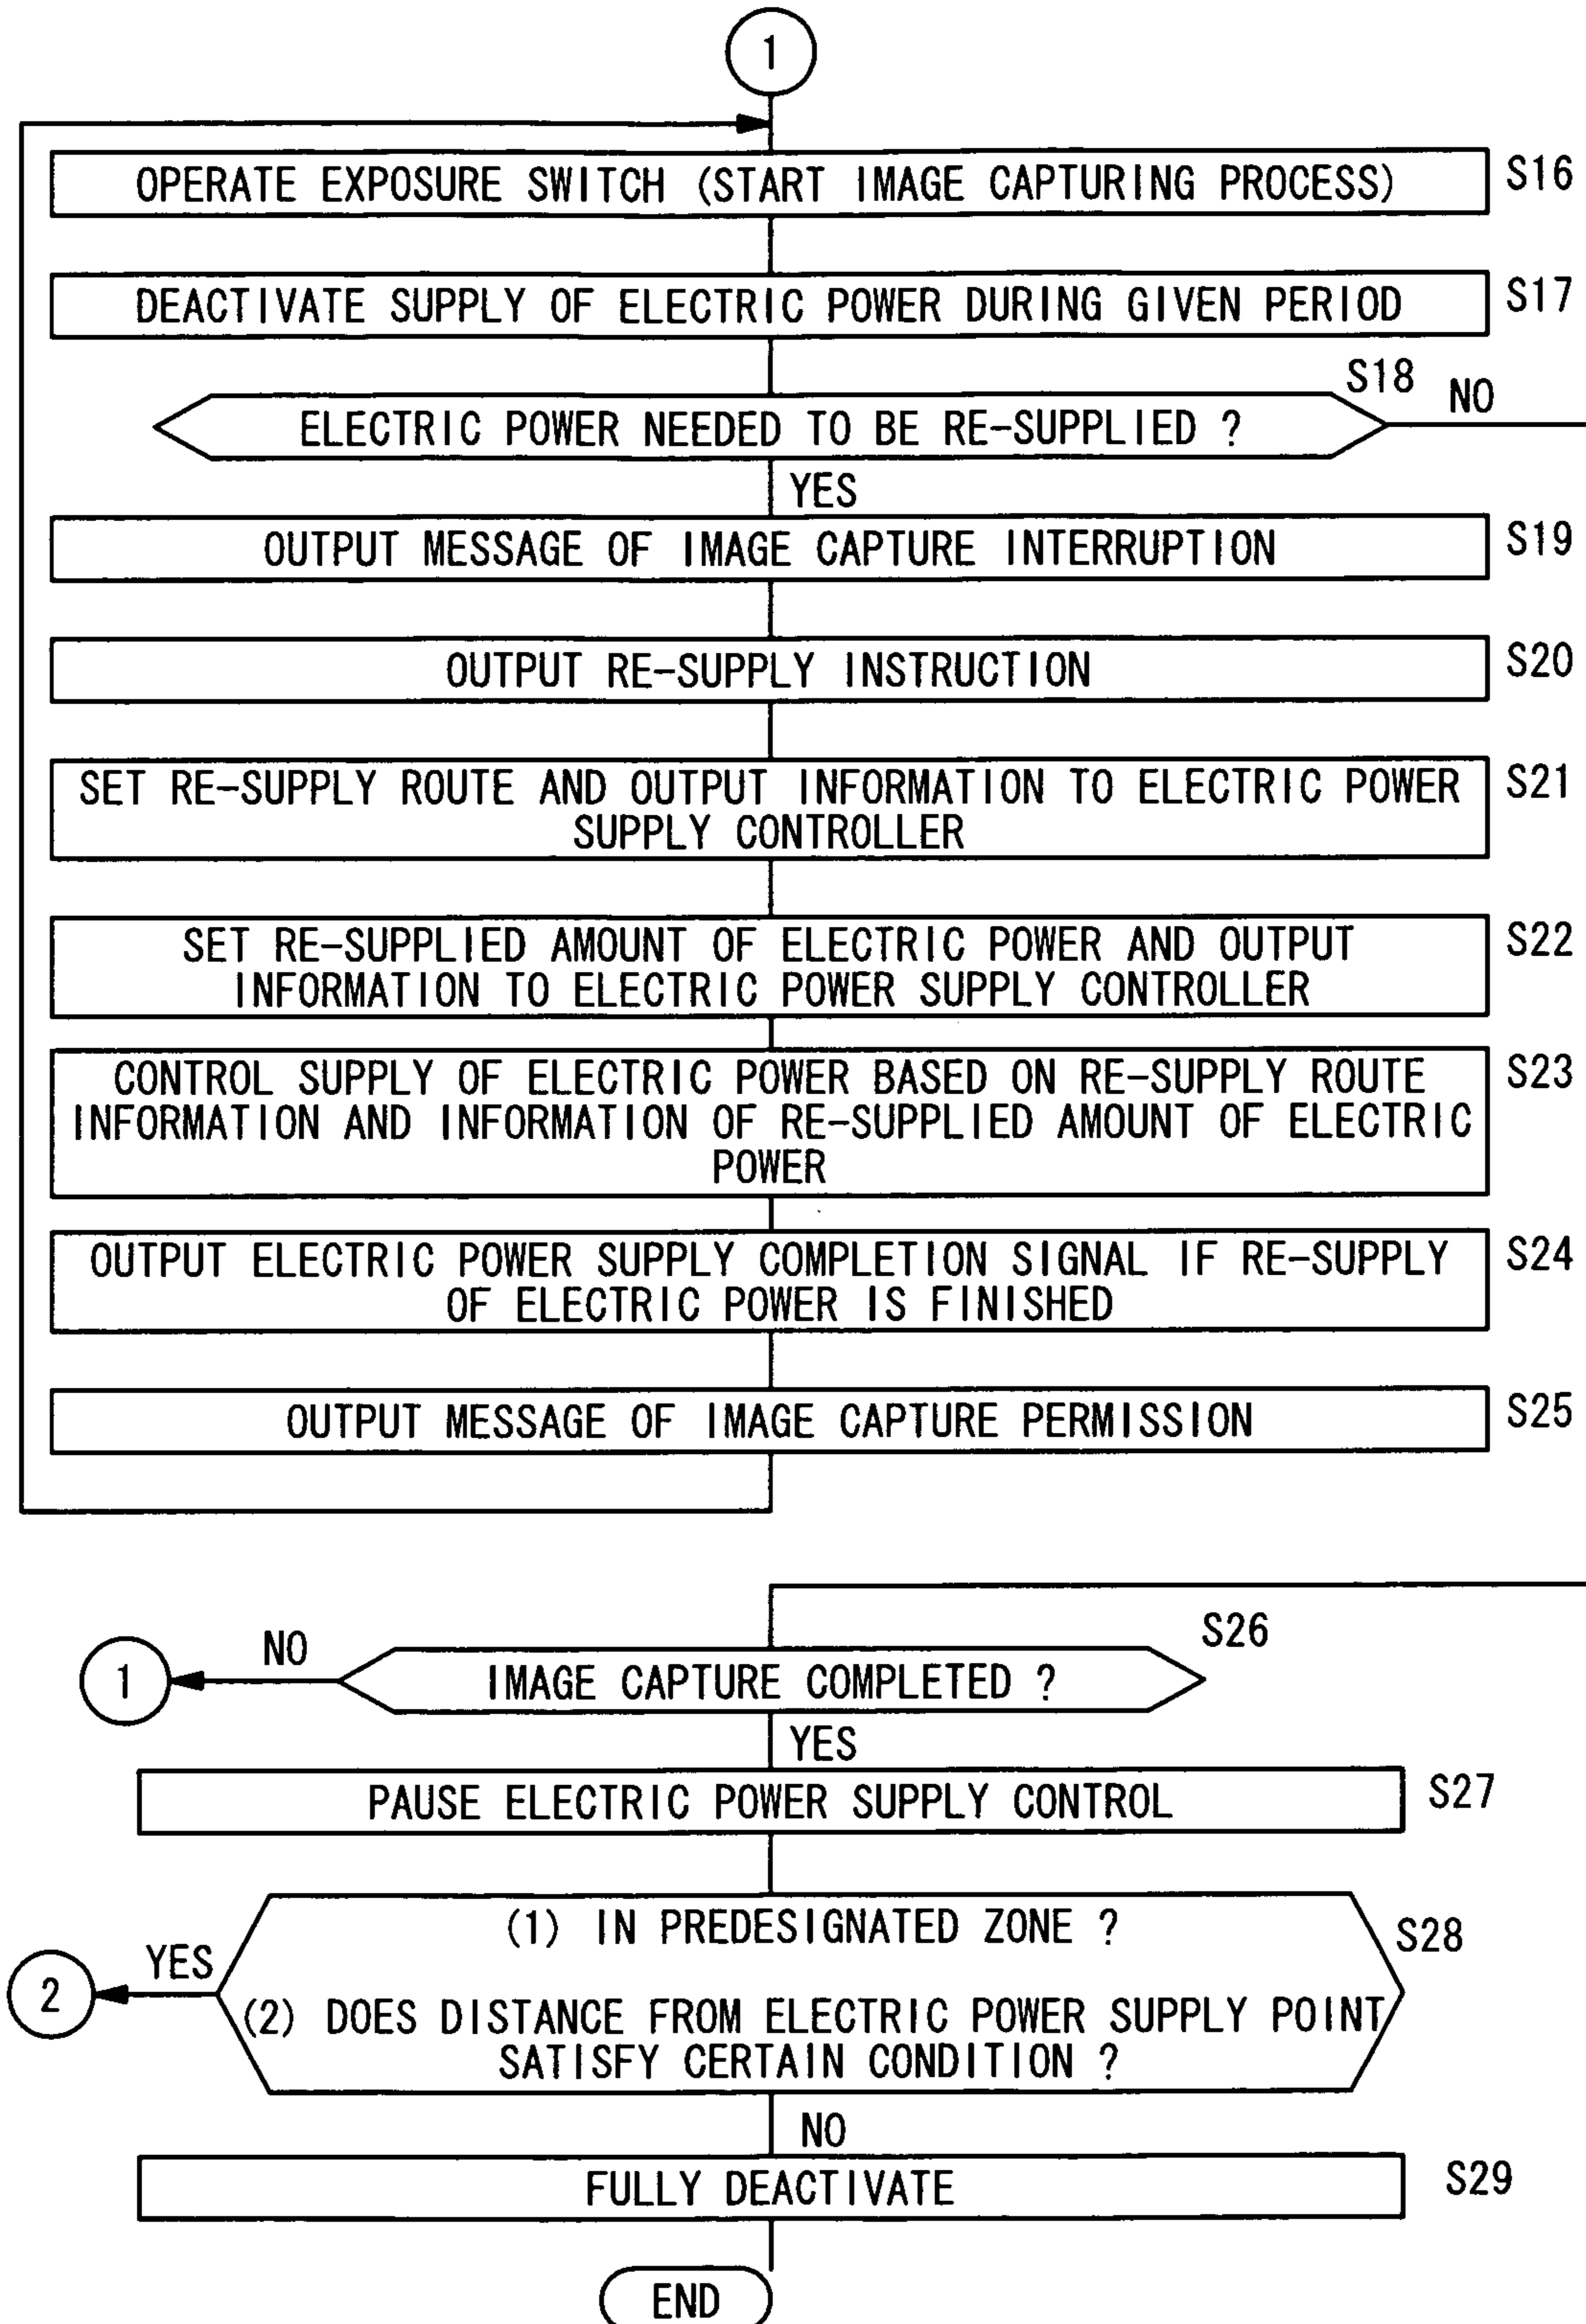 1
OPERATE EXPOSURE SWITCH (START IMAGE CAPTURING PROCESS)
S16
DEACTIVATE SUPPLY OF ELECTRIC POWER DURING GIVEN PERIOD
S17
S18
NO
ELECTRIC POWER NEEDED TO BE RE-SUPPLIED ?
YES
OUTPUT MESSAGE OF IMAGE CAPTURE INTERRUPTION
S19
OUTPUT RE-SUPPLY INSTRUCTION
S20
SET RE-SUPPLY ROUTE AND OUTPUT INFORMATION TO ELECTRIC POWER
SUPPLY CONTROLLER
S21
SET RE-SUPPLIED AMOUNT OF ELECTRIC POWER AND OUTPUT
INFORMATION TO ELECTRIC POWER SUPPLY CONTROLLER
S22
CONTROL SUPPLY OF ELECTRIC POWER BASED ON RE-SUPPLY ROUTE
INFORMATION AND INFORMATION OF RE-SUPPLIED AMOUNT OF ELECTRIC
POWER
S23
OUTPUT ELECTRIC POWER SUPPLY COMPLETION SIGNAL IF RE-SUPPLY
OF ELECTRIC POWER IS FINISHED
S24
OUTPUT MESSAGE OF IMAGE CAPTURE PERMISSION
S25
S26
NO
1
IMAGE CAPTURE COMPLETED ?
YES
PAUSE ELECTRIC POWER SUPPLY CONTROL
S27
(1) IN PREDESIGNATED ZONE ?
S28
YES
2
(2) DOES DISTANCE FROM ELECTRIC POWER SUPPLY POINT
SATISFY CERTAIN CONDITION ?
NO
FULLY DEACTIVATE
S29
END